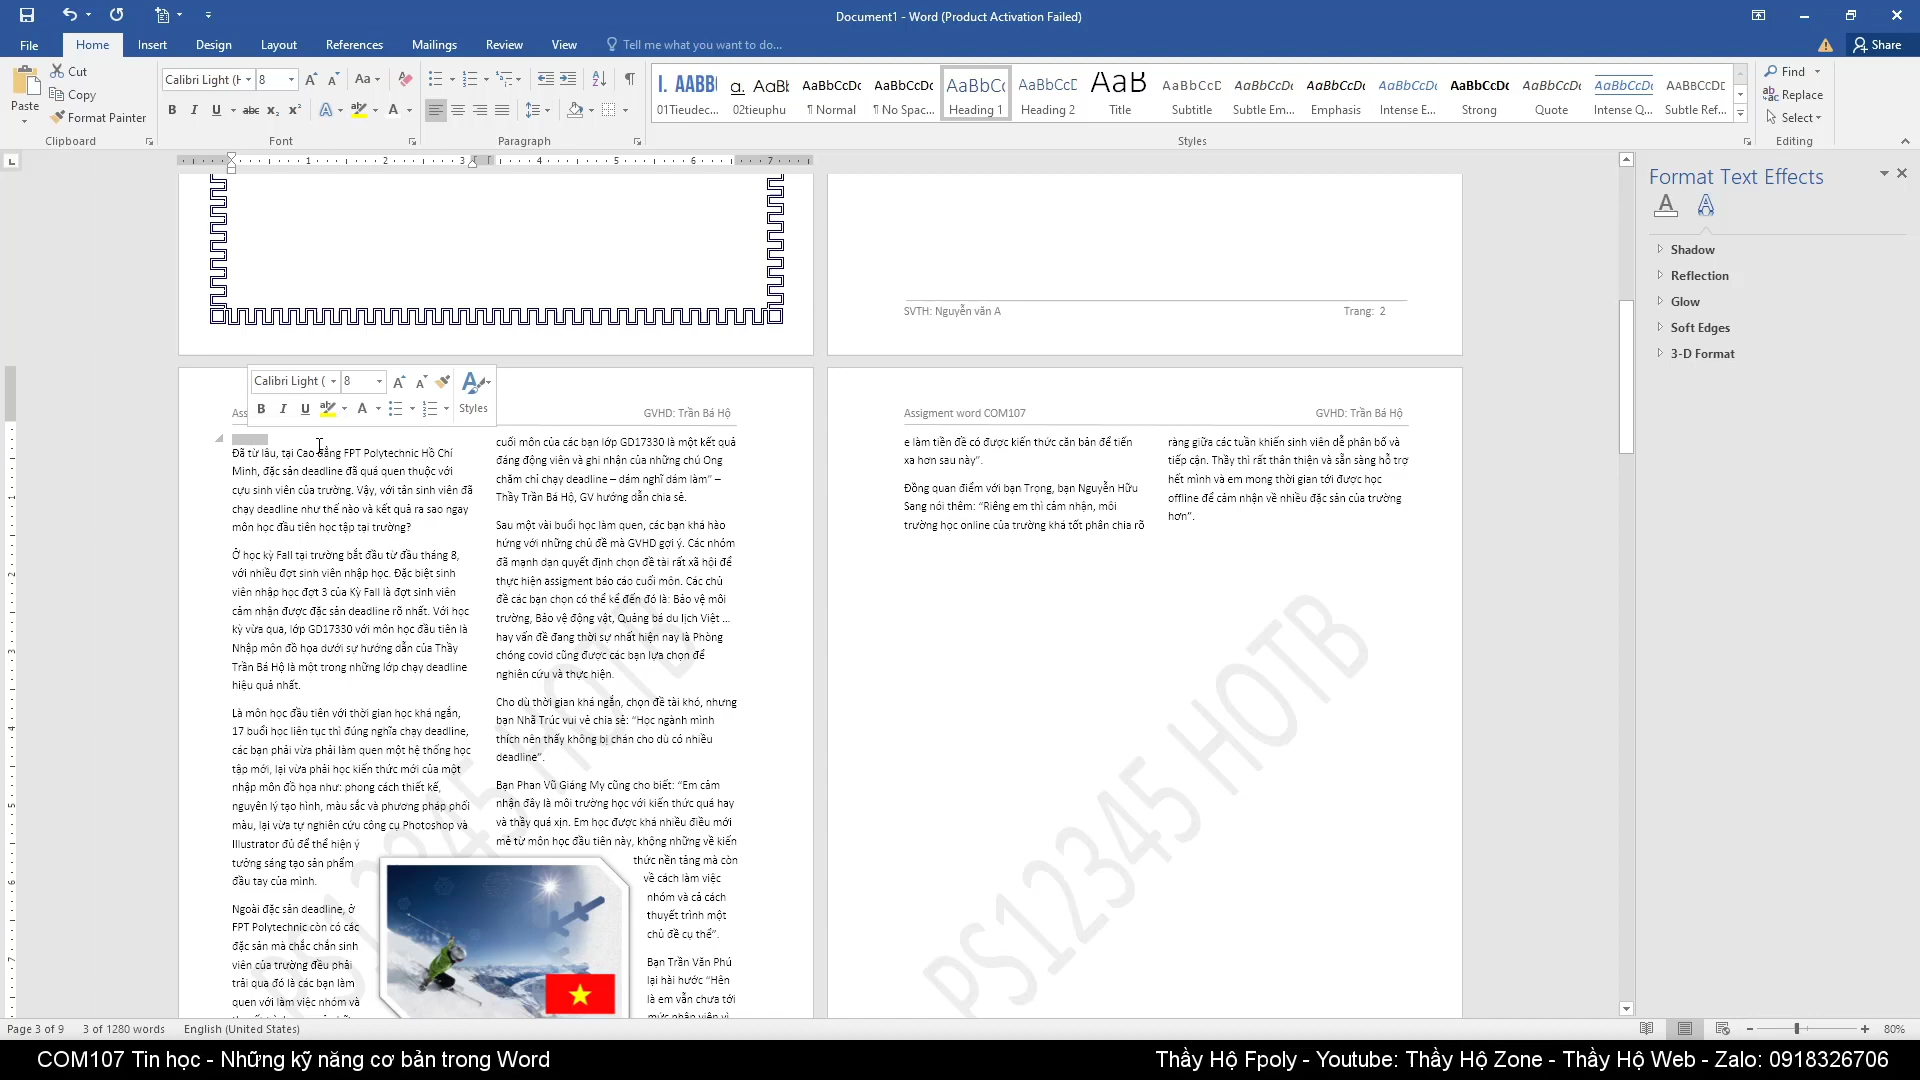 Document1 - Word (Product Activation Failed)
File Home Insert Design Layout References Mailings Review View Tell me what you want to do... Share
Paste
Cut
Copy
Format Painter
Clipboard
Calibri Light (H 8
Aa
Font
Paragraph
I. AABB( a. AaBb AaBbCcDc AaBbCcDc AaBbC( AaBbCcD AaB AaBbCcD AaBbCcDc AaBbCcDc AaBbCcDc AaBbCcDc AaBbCcDc AaBbCcDc AABBCCDD
01Tieudec... 02tieuphu ¶ Normal ¶ No Spac... Heading 1 Heading 2 Title Subtitle Subtle Em... Emphasis Intense E... Strong Quote Intense Q... Subtle Ref...
Styles
Find
Replace
Select
Editing
Format Text Effects
Shadow
Reflection
Glow
Soft Edges
3-D Format
SVTH: Nguyễn văn A Trang: 2
Calibri Light ( 8
Styles
Ass
GVHD: Trần Bá Hộ
Đã từ lâu, tại Cao đẳng FPT Polytechnic Hồ Chí
Minh, đặc sản deadline đã quá quen thuộc với
cựu sinh viên của trường. Vậy, với tân sinh viên đã
chạy deadline như thế nào và kết quả ra sao ngay
môn học đầu tiên học tập tại trường?
Ở học kỳ Fall tại trường bắt đầu từ đầu tháng 8,
với nhiều đợt sinh viên nhập học. Đặc biệt sinh
viên nhập học đợt 3 của Kỳ Fall là đợt sinh viên
cảm nhận được đặc sản deadline rõ nhất. Với học
kỳ vừa qua, lớp GD17330 với môn học đầu tiên là
Nhập môn đồ họa dưới sự hướng dẫn của Thầy
Trần Bá Hộ là một trong những lớp chạy deadline
hiệu quả nhất.
Là môn học đầu tiên với thời gian học khá ngắn,
17 buổi học liên tục thì đúng nghĩa chạy deadline,
các bạn phải vừa phải làm quen một hệ thống học
tập mới, lại vừa phải học kiến thức mới của một
nhập môn đồ họa như: phong cách thiết kế,
nguyên lý tạo hình, màu sắc và phương pháp phối
màu, lại vừa tự nghiên cứu công cụ Photoshop và
Illustrator đủ để thể hiện ý
tưởng sáng tạo sản phẩm
đầu tay của mình.
Ngoài đặc sản deadline, ở
FPT Polytechnic còn có các
đặc sản mà chắc chắn sinh
viên của trường đều phải
trải qua đó là các bạn làm
quen với làm việc nhóm và
cuối môn của các bạn lớp GD17330 là một kết quả
đáng động viên và ghi nhận của những chú Ong
chăm chỉ chạy deadline – dám nghĩ dám làm” –
Thầy Trần Bá Hộ, GV hướng dẫn chia sẻ.
Sau một vài buổi học làm quen, các bạn khá hào
hứng với những chủ đề mà GVHD gợi ý. Các nhóm
đã mạnh dạn quyết định chọn đề tài rất xã hội để
thực hiện assigment báo cáo cuối môn. Các chủ
đề các bạn chọn có thể kể đến đó là: Bảo vệ môi
trường, Bảo vệ động vật, Quảng bá du lịch Việt ...
hay vấn đề đang thời sự nhất hiện nay là Phòng
chống covid cũng được các bạn lựa chọn để
nghiên cứu và thực hiện.
Cho dù thời gian khá ngắn, chọn đề tài khó, nhưng
bạn Nhã Trúc vui vẻ chia sẻ: “Học ngành mình
thích nên thấy không bị chán cho dù có nhiều
deadline”.
Bạn Phan Vũ Giáng My cũng cho biết: “Em cảm
nhận đây là môi trường học với kiến thức quá hay
và thầy quá xịn. Em học được khá nhiều điều mới
mẻ từ môn học đầu tiên này, không những về kiến
thức nền tảng mà còn
về cách làm việc
nhóm và cả cách
thuyết trình một
chủ đề cụ thể”.
Bạn Trần Văn Phú
lại hài hước “Hên
là em vẫn chưa tới
mức nhân viên vì
Assigment word COM107 GVHD: Trần Bá Hộ
e làm tiền đề có được kiến thức căn bản để tiến
xa hơn sau này”.
Đồng quan điểm với bạn Trọng, bạn Nguyễn Hữu
Sang nói thêm: “Riêng em thì cảm nhận, môi
trường học online của trường khá tốt phân chia rõ
ràng giữa các tuần khiến sinh viên dễ phân bố và
tiếp cận. Thầy thì rất thân thiện và sẵn sàng hỗ trợ
hết mình và em mong thời gian tới được học
offline để cảm nhận về nhiều đặc sản của trường
hơn”.
PS12345 HOTB
PS12345 HOTB
Page 3 of 9 3 of 1280 words English (United States) 80%
COM107 Tin học - Những kỹ năng cơ bản trong Word Thầy Hộ Fpoly - Youtube: Thầy Hộ Zone - Thầy Hộ Web - Zalo: 0918326706